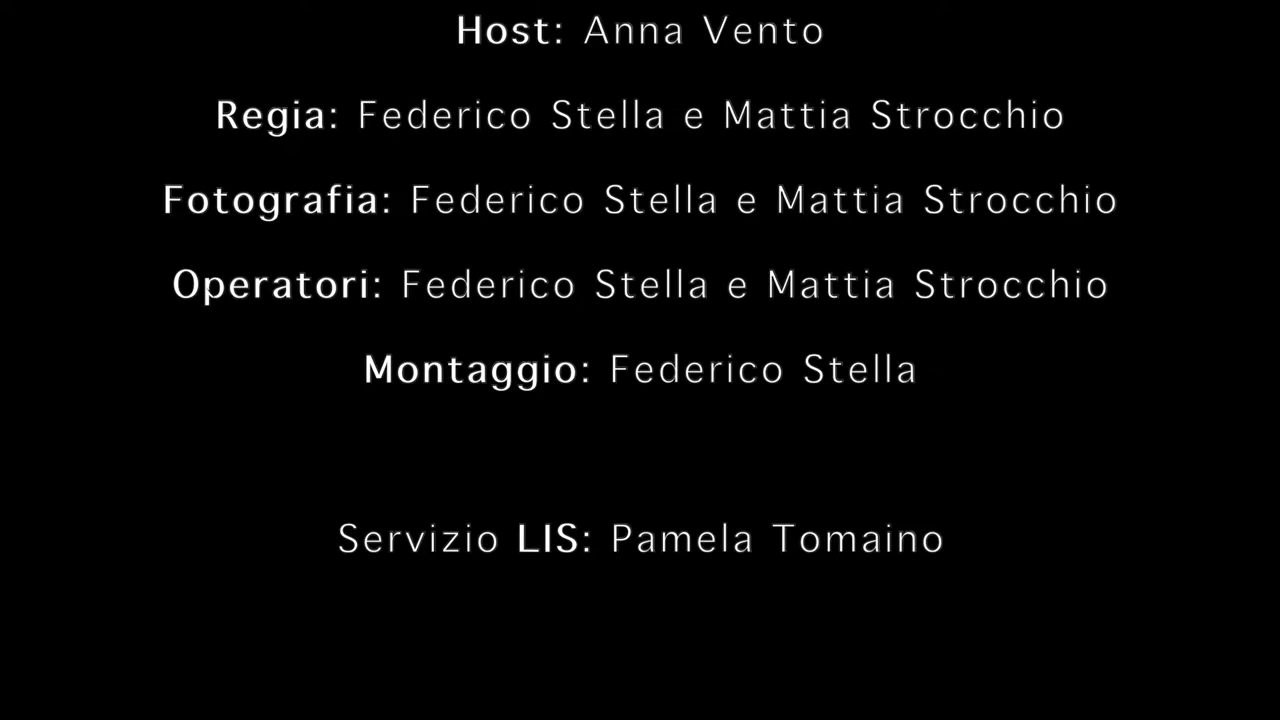 Host: Anna Vento
Regia: Federico Stella e Mattia Strocchio
Fotografia: Federico Stella e Mattia Strocchio
Operatori: Federico Stella e Mattia Strocchio
Montaggio: Federico Stella
Servizio LIS: Pamela Tomaino